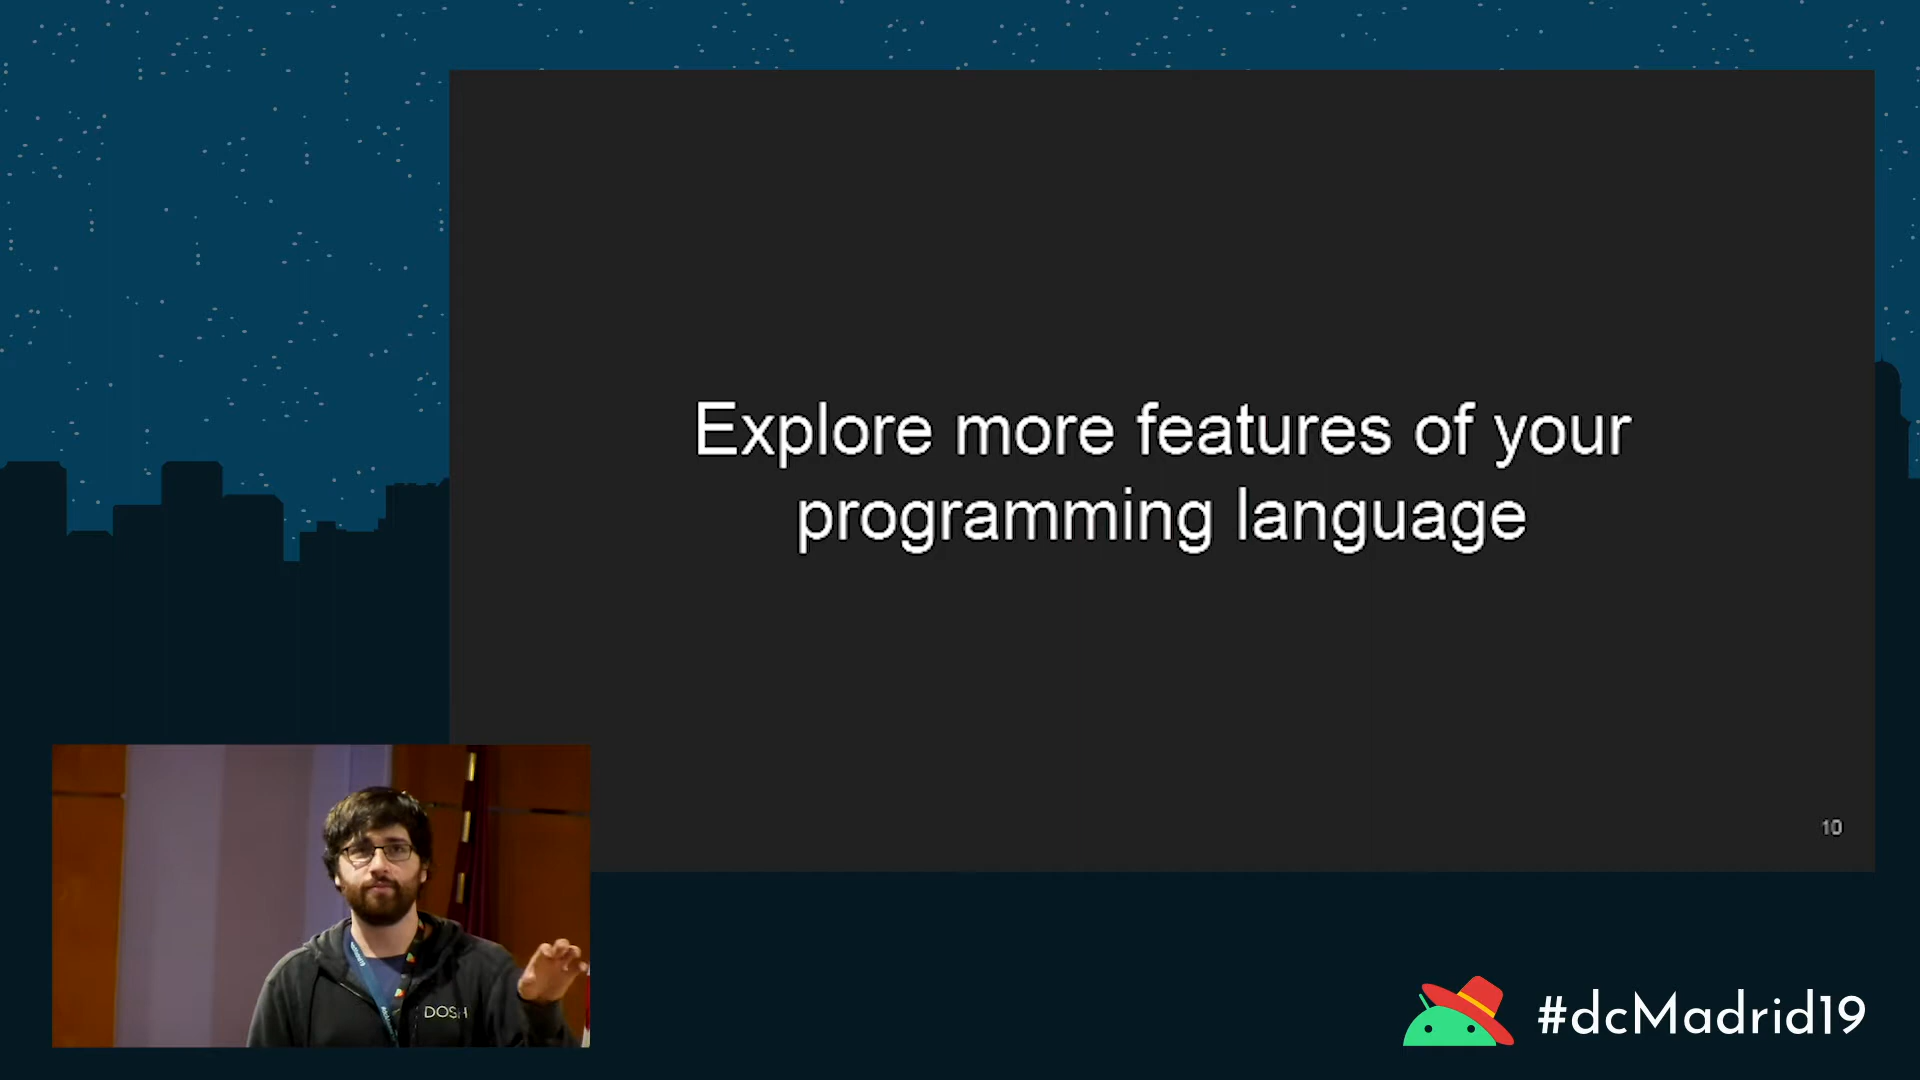 Explore more features of your
programming language
10
DOSH
#dcMadrid19